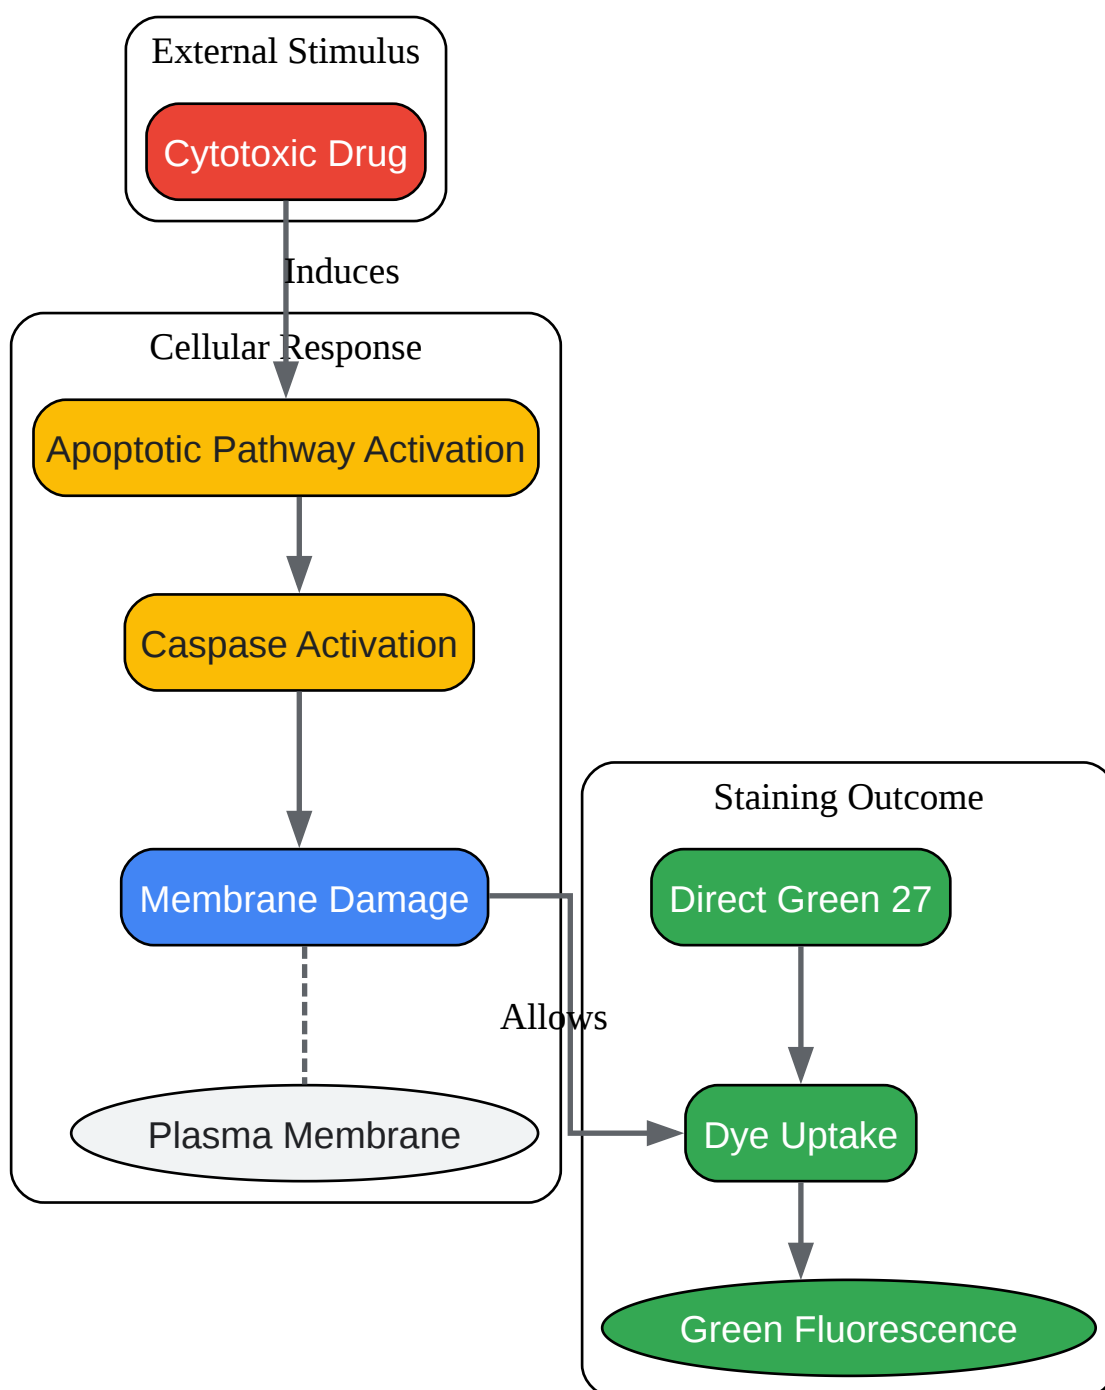 External Stimulus
Cytotoxic Drug
Induces
Cellular Response
Apoptotic Pathway Activation
Caspase Activation
Membrane Damage
Plasma Membrane
Allows
Staining Outcome
Direct Green 27
Dye Uptake
Green Fluorescence